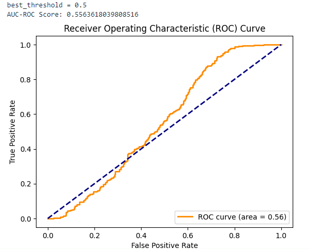 best_threshold = 0.5
AUC-ROC Score: 0.5563618039808516
Receiver Operating Characteristic (ROC) Curve
1.0
0.8
0.6
0.4
0.2
0.0
True Positive Rate
ROC curve (area = 0.56)
0.0 0.2 0.4 0.6 0.8 1.0
False Positive Rate